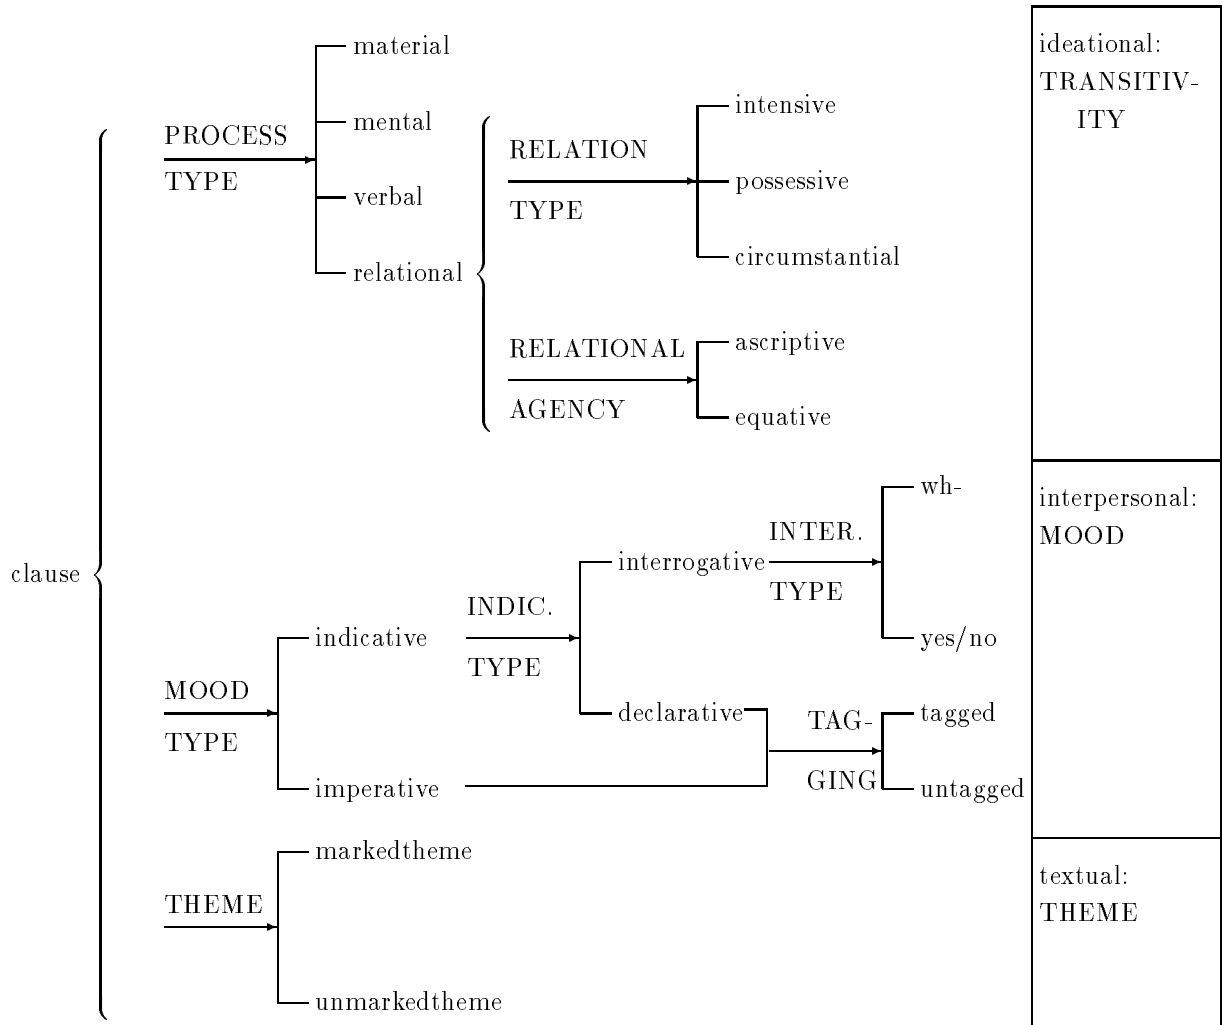 material
ideational:
TRANSITIV-
ITY
intensive
mental
PROCESS
TYPE
RELATION
TYPE
possessive
verbal
circumstantial
relational
RELATIONAL
AGENCY
ascriptive
equative
wh-
interpersonal:
MOOD
INTER.
TYPE
interrogative
clause
INDIC.
TYPE
indicative
yes/no
MOOD
TYPE
declarative
TAG-
GING
tagged
imperative
untagged
markedtheme
textual:
THEME
THEME
unmarkedtheme